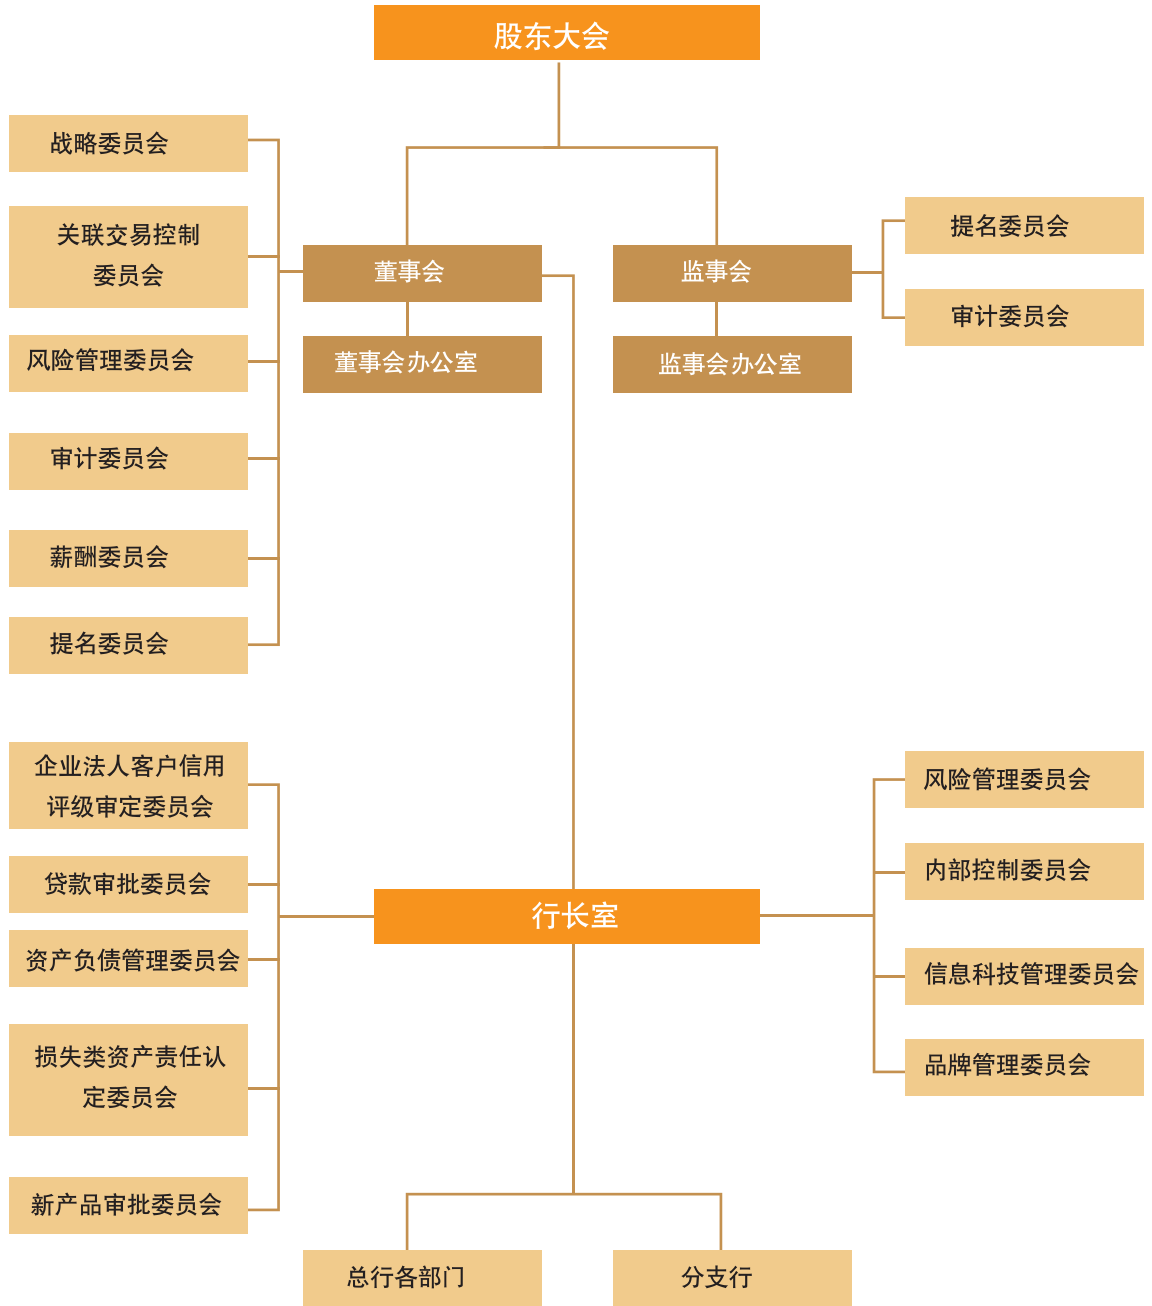 股东大会
战略委员会
关联交易控制
委员会
风险管理委员会
审计委员会
薪酬委员会
提名委员会
董事会
董事会办公室
监事会
监事会办公室
提名委员会
审计委员会
企业法人客户信用
评级审定委员会
贷款审批委员会
资产负债管理委员会
损失类资产责任认
定委员会
新产品审批委员会
行长室
风险管理委员会
内部控制委员会
信息科技管理委员会
品牌管理委员会
总行各部门
分支行